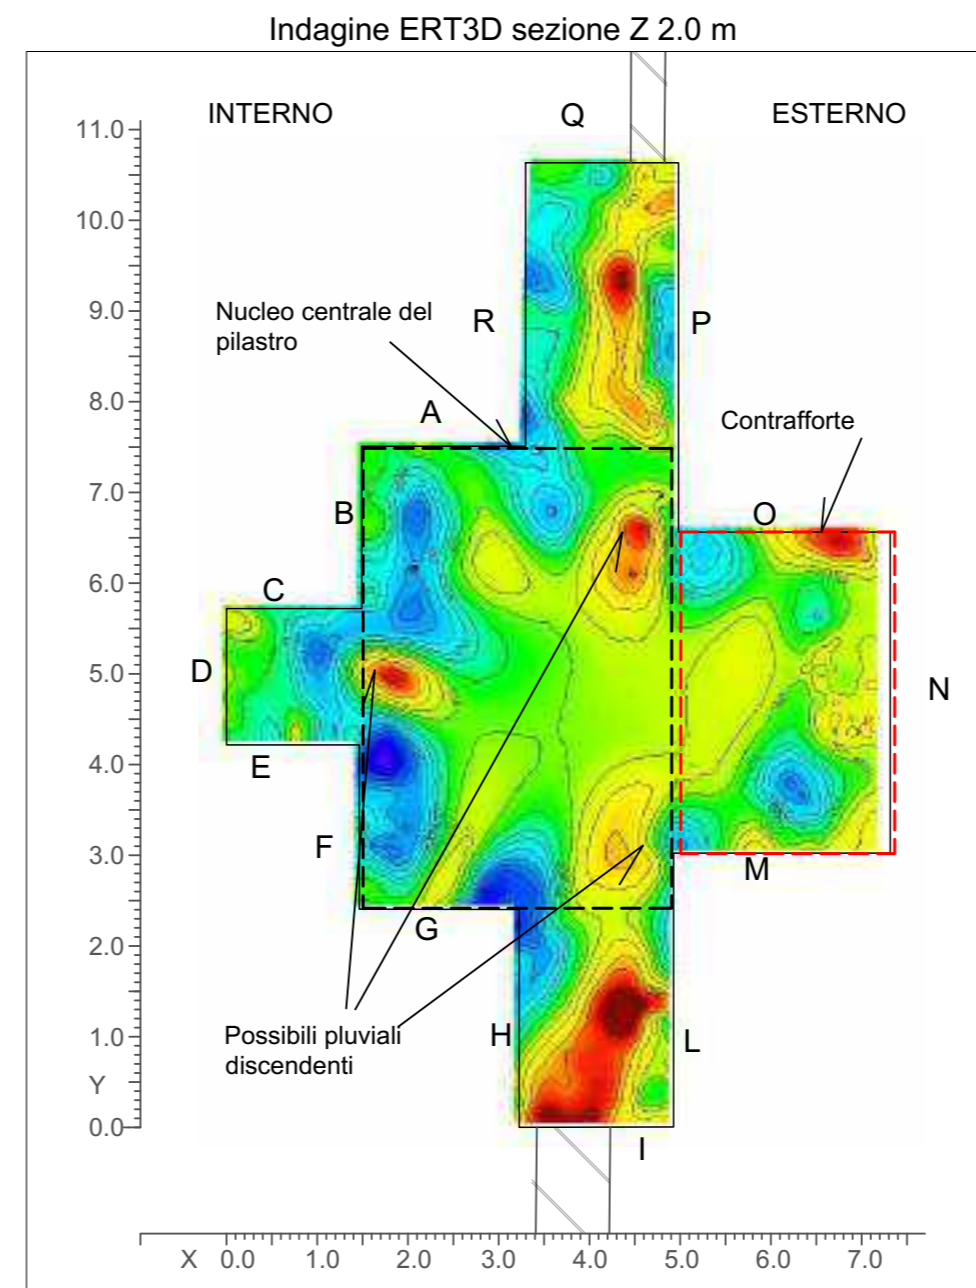 Indagine ERT3D sezione Z 2.0 m
INTERNO
Q
ESTERNO
11.0
10.0
Nucleo centrale del
pilastro
R
P
9.0
8.0
A
Contrafforte
7.0
B
O
6.0
C
D
5.0
N
4.0
E
F
3.0
M
G
2.0
Possibili pluviali
discendenti
H
L
1.0
Y
0.0
I
X 0.0 1.0 2.0 3.0 4.0 5.0 6.0 7.0